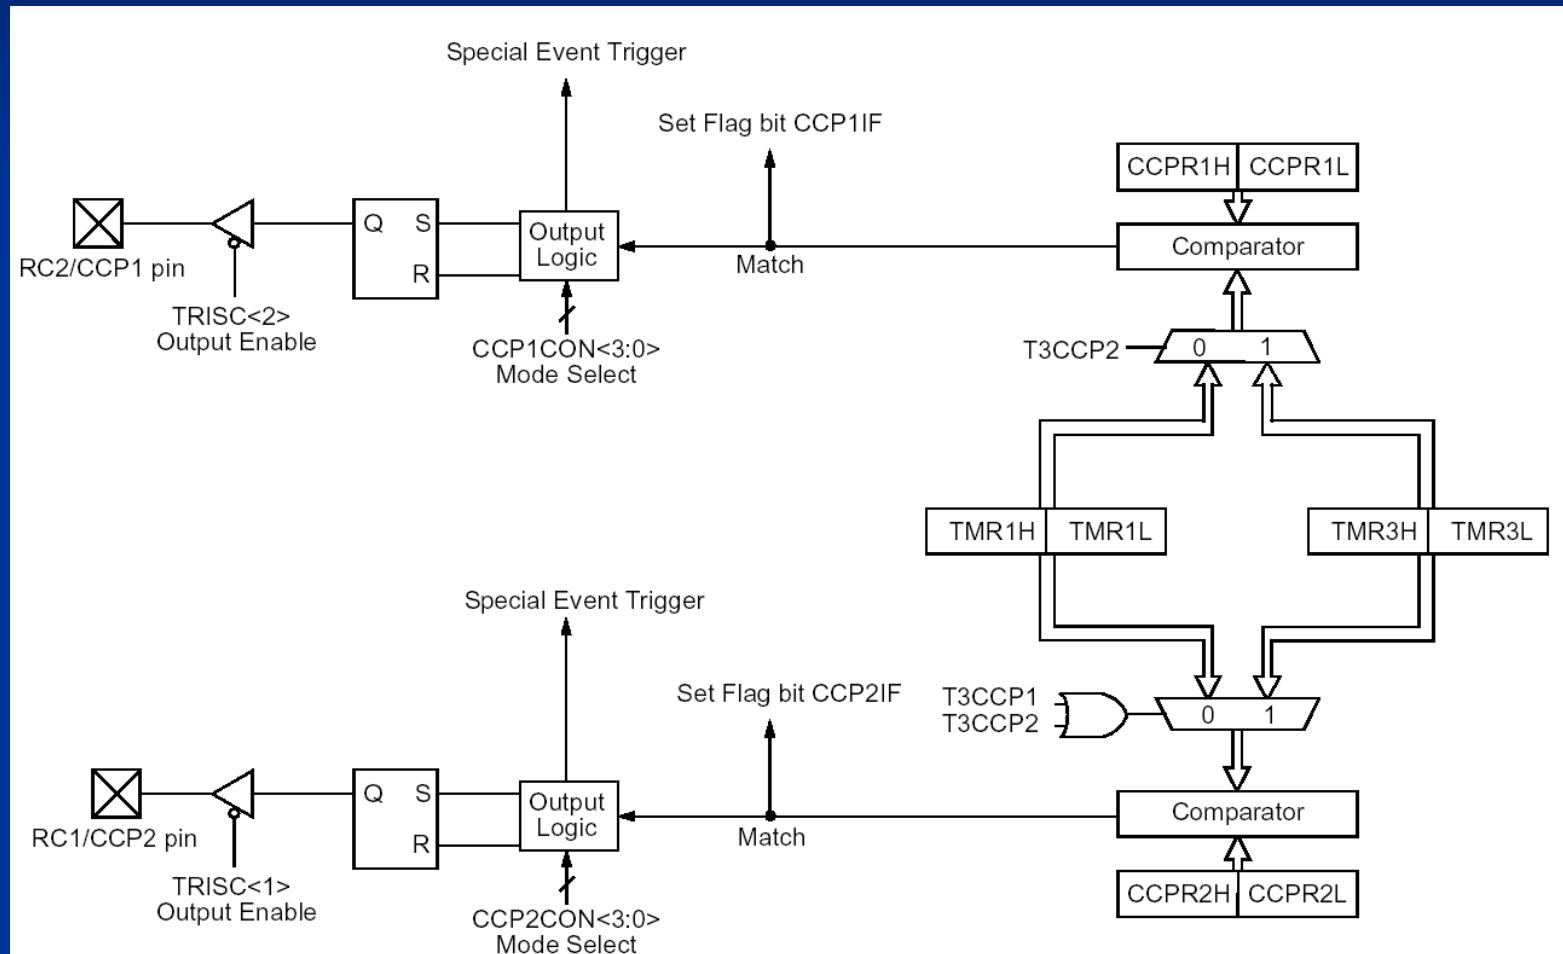 Special Event Trigger
Set Flag bit CCP1IF
CCPR1H CCPR1L
Q S
R
Output
Logic
Comparator
RC2/CCP1 pin
Match
TRISC<2>
Output Enable
CCP1CON<3:0>
Mode Select
T3CCP2
0 1
TMR1H TMR1L
TMR3H TMR3L
Special Event Trigger
Set Flag bit CCP2IF
T3CCP1
T3CCP2
0 1
Q S
R
Output
Logic
Comparator
RC1/CCP2 pin
Match
TRISC<1>
Output Enable
CCP2CON<3:0>
Mode Select
CCPR2H CCPR2L